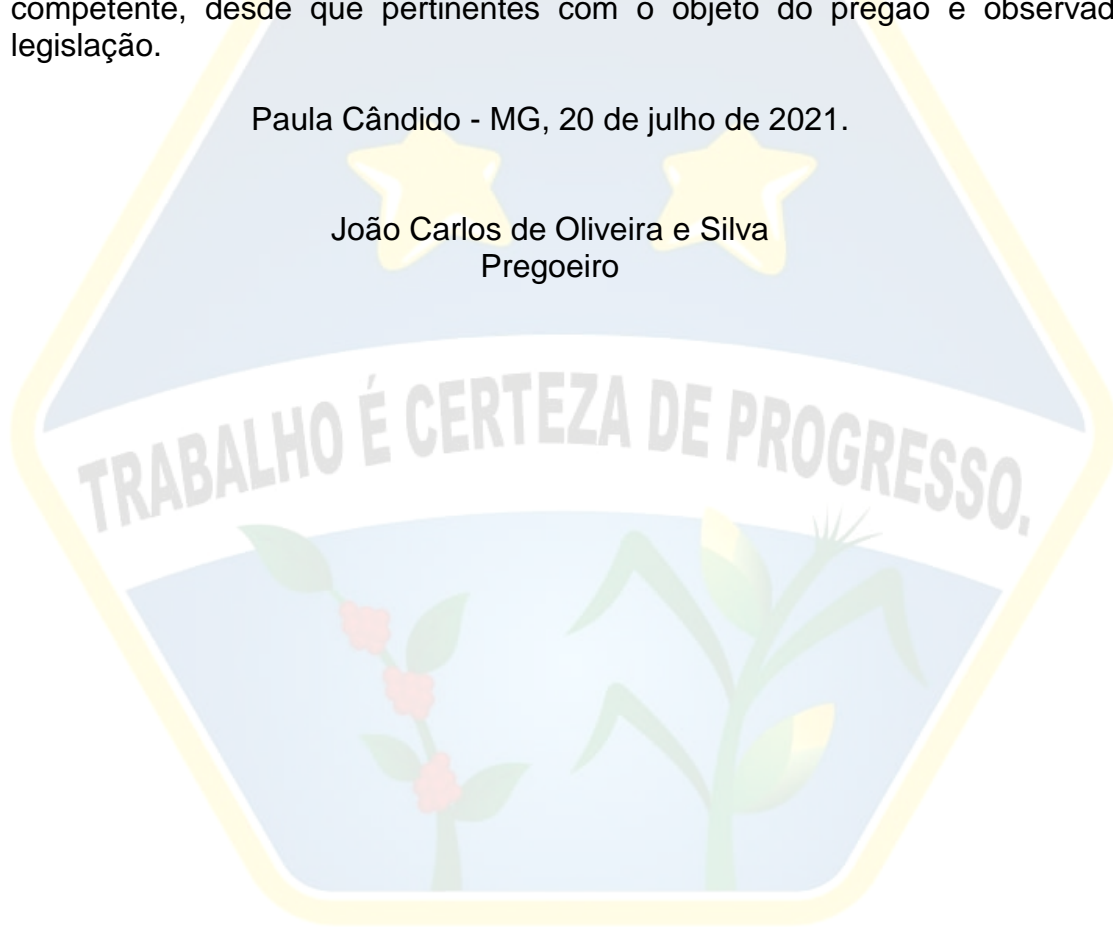 competente, desde que pertinentes com o objeto do pregão e observad
legislação.
Paula Cândido - MG, 20 de julho de 2021.
João Carlos de Oliveira e Silva
Pregoeiro
TRABALHO É CERTEZA DE PROGRESSO.